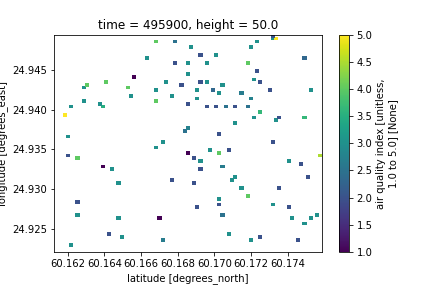 time = 495900, height = 50.0
24.945
24.940
24.935
24.930
24.925
longitude [degrees_east]
60.162 60.164 60.166 60.168 60.170 60.172 60.174
latitude [degrees_north]
5.0
4.5
4.0
3.5
3.0
2.5
2.0
1.5
1.0
air quality index [unitless,
1.0 to 5.0] [None]